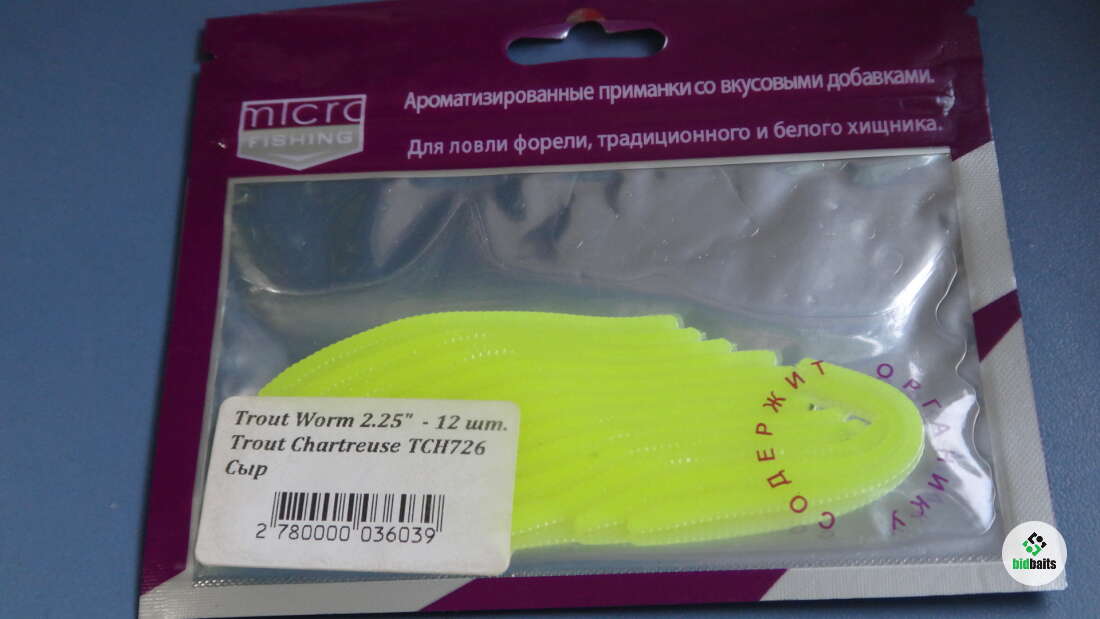 micro
FISHING
Ароматизированные приманки со вкусовыми добавками.
Для ловли форели, традиционного и белого хищника.
Trout Worm 2.25" - 12 шт.
Trout Chartreuse TCH726
Сыр
2 780000 036039
СОДЕРЖИТ ОРГАНИКУ
bidbaits